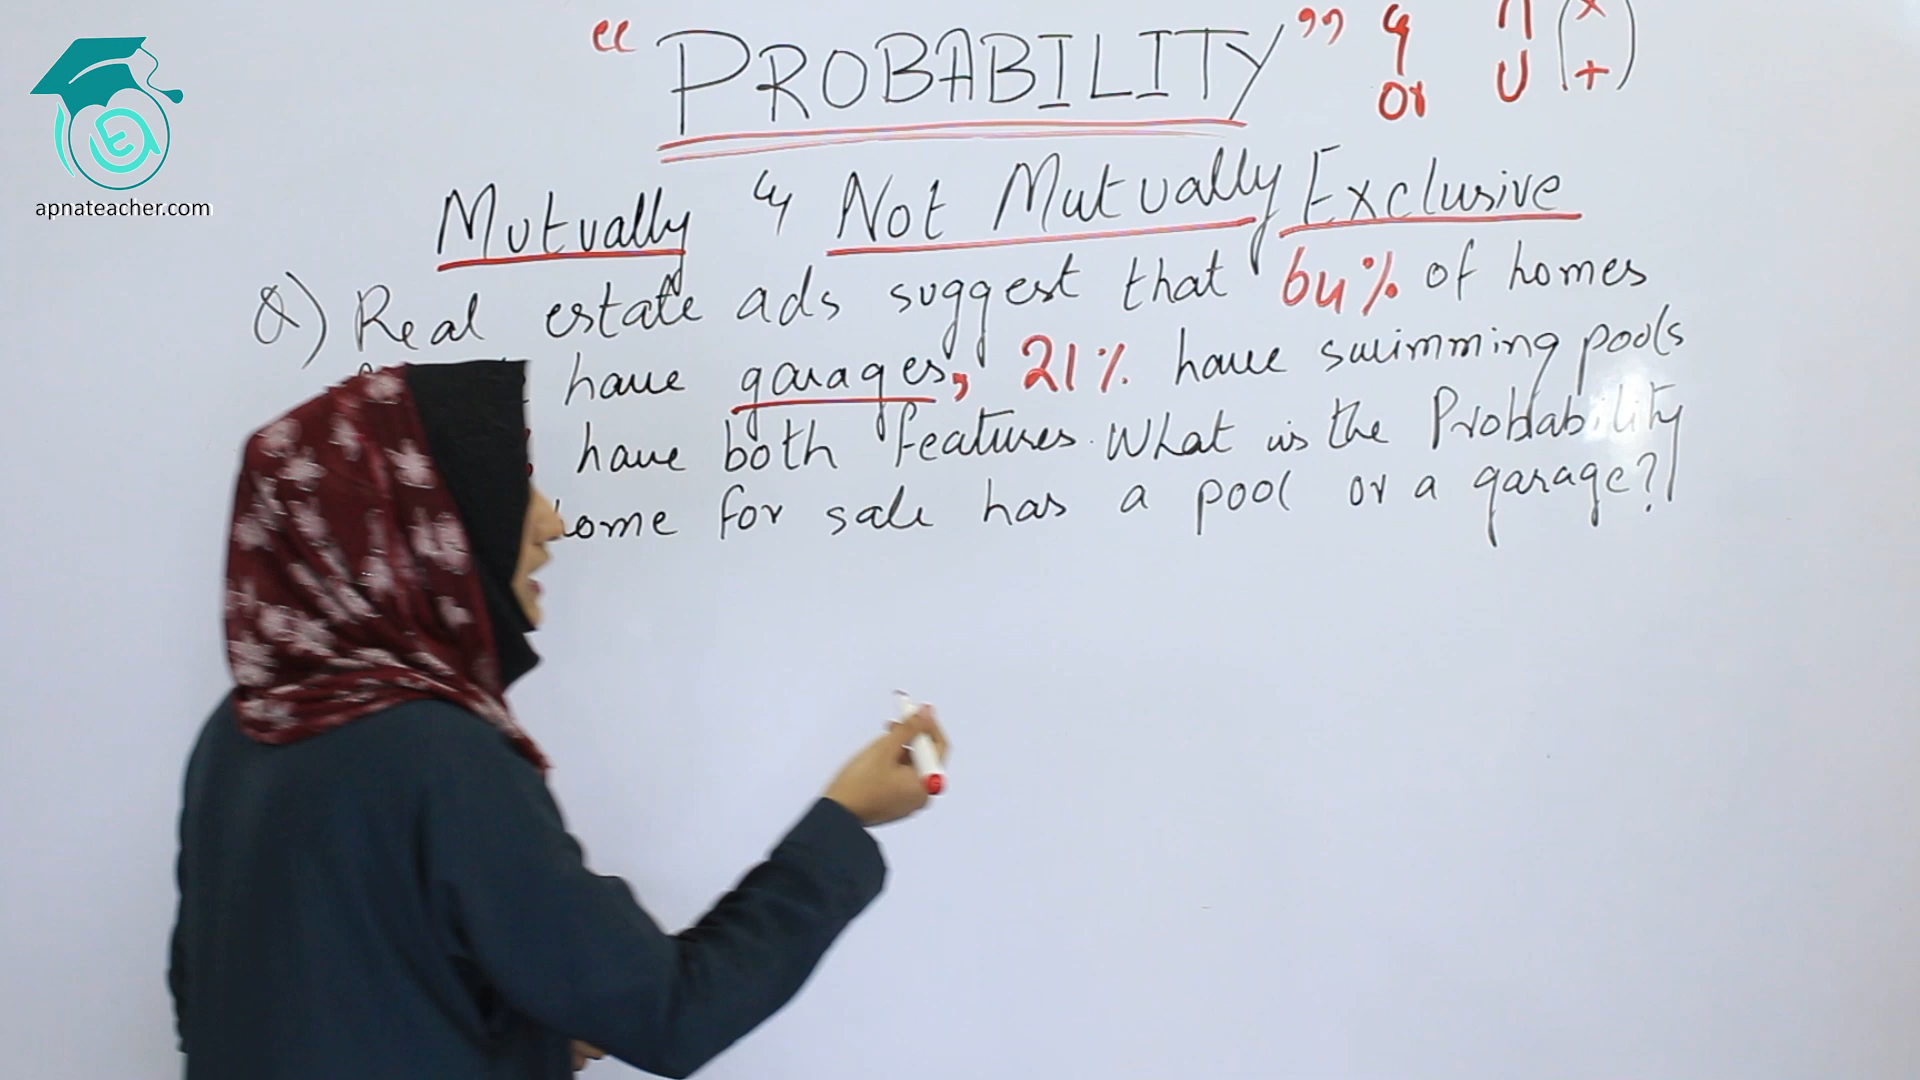 apnateacher.com
“ PROBABILITY ” & ∩ (×
or ∪ +)
Mutually & Not Mutually Exclusive
Q) Real estate ads suggest that 64% of homes
have garages, 21% have swimming pools
have both features. What is the Probability
home for sale has a pool or a garage?